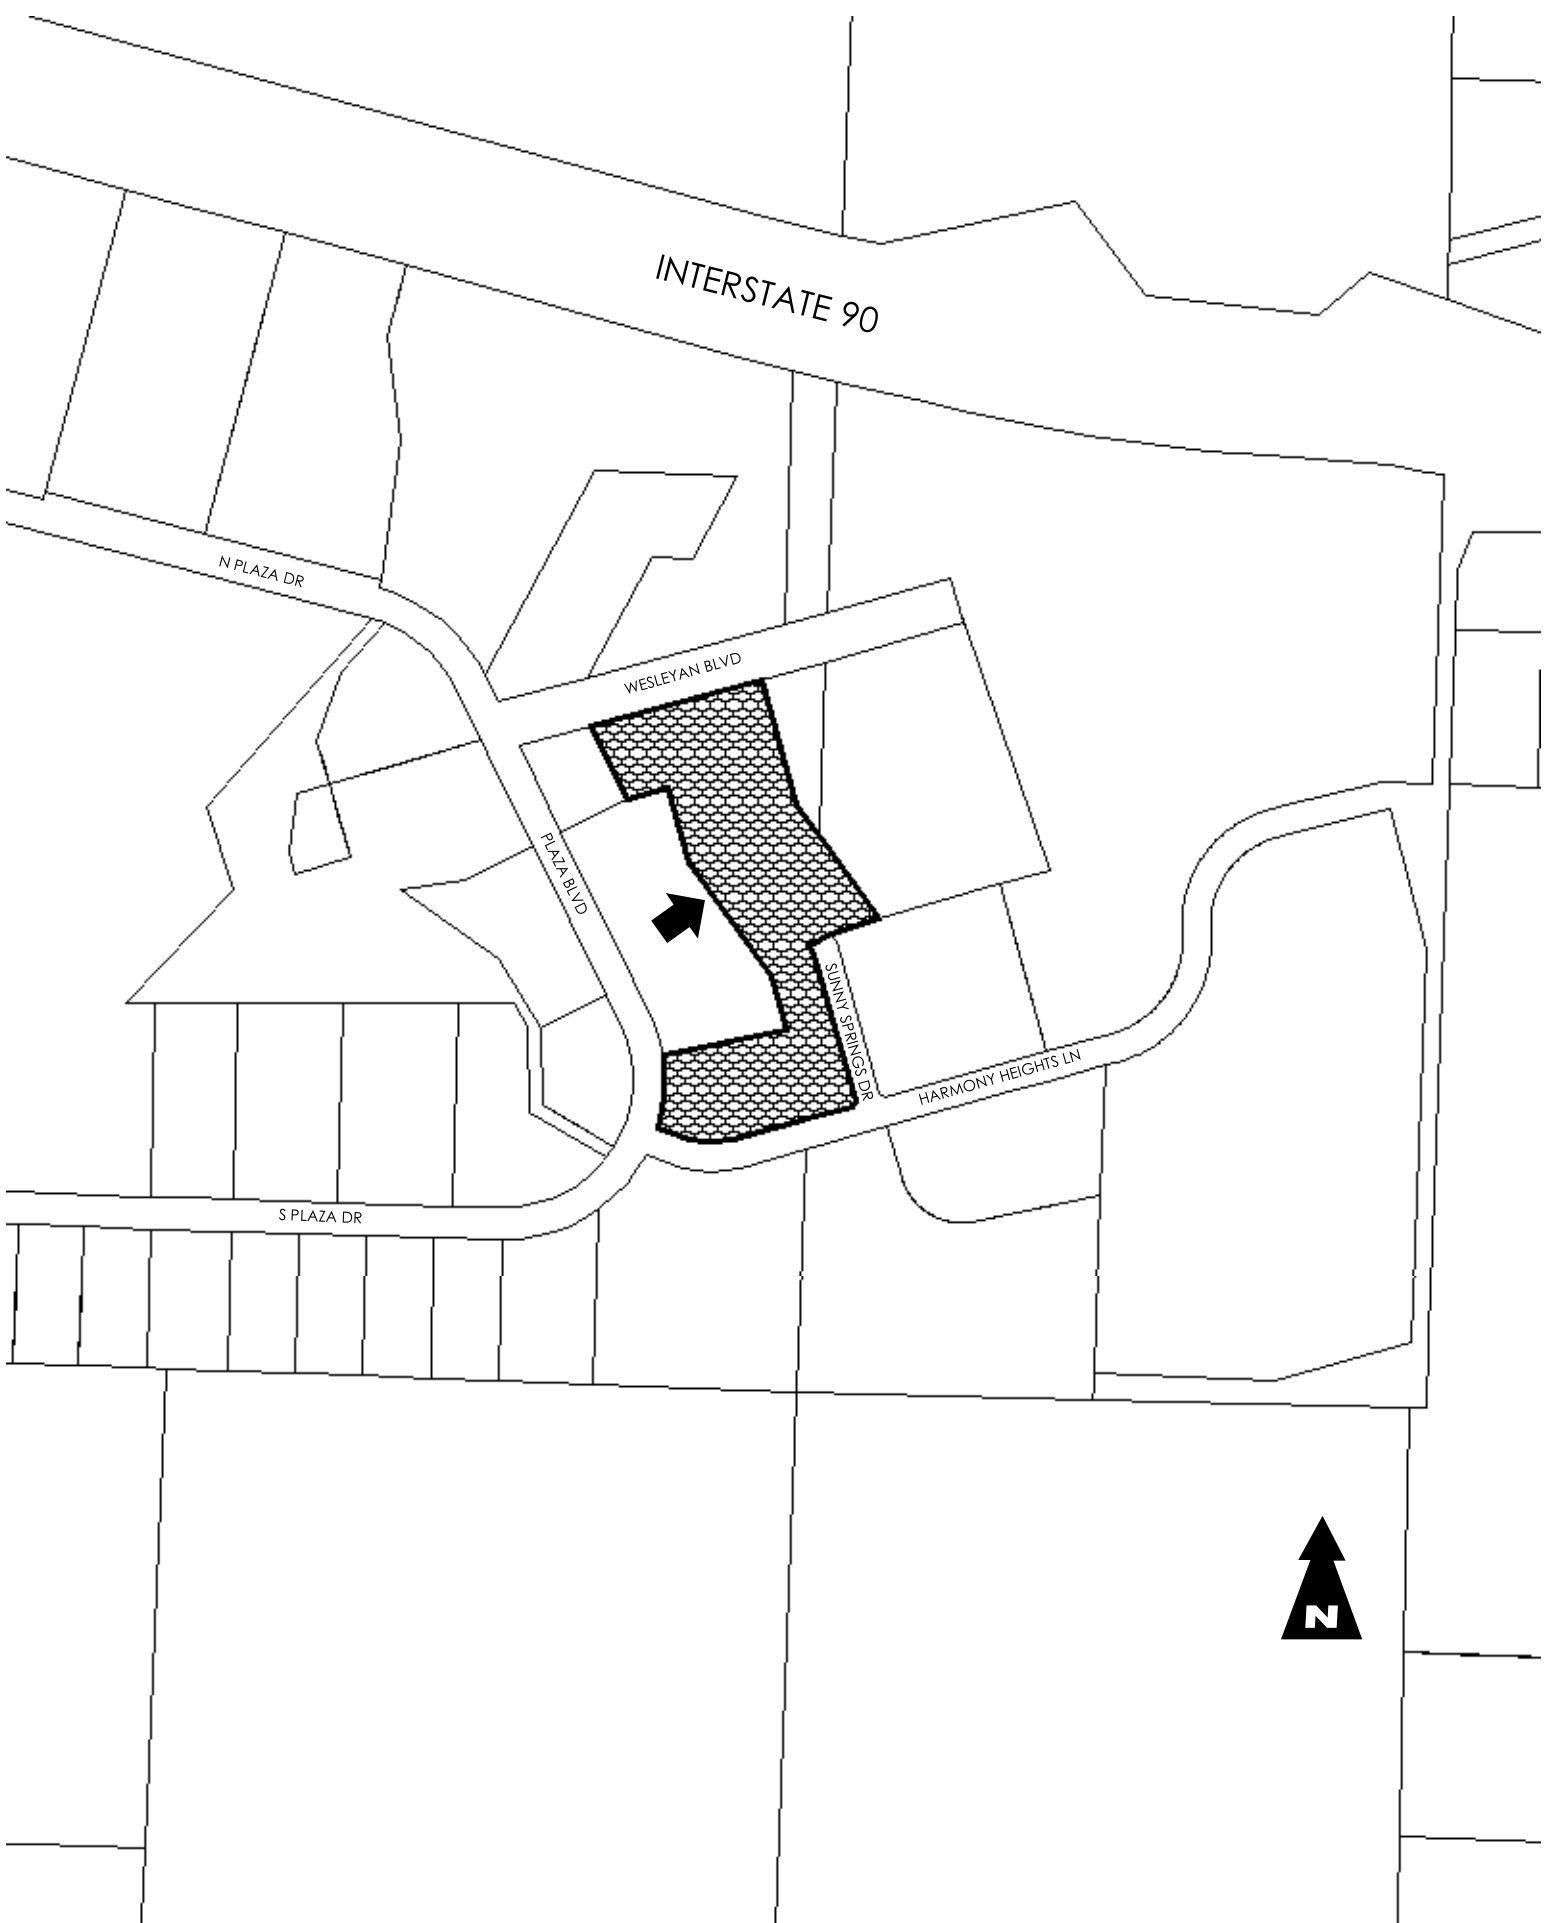 INTERSTATE 90
N PLAZA DR
WESLEYAN BLVD
PLAZA BLVD
SUNNY SPRINGS DR
HARMONY HEIGHTS LN
S PLAZA DR
N